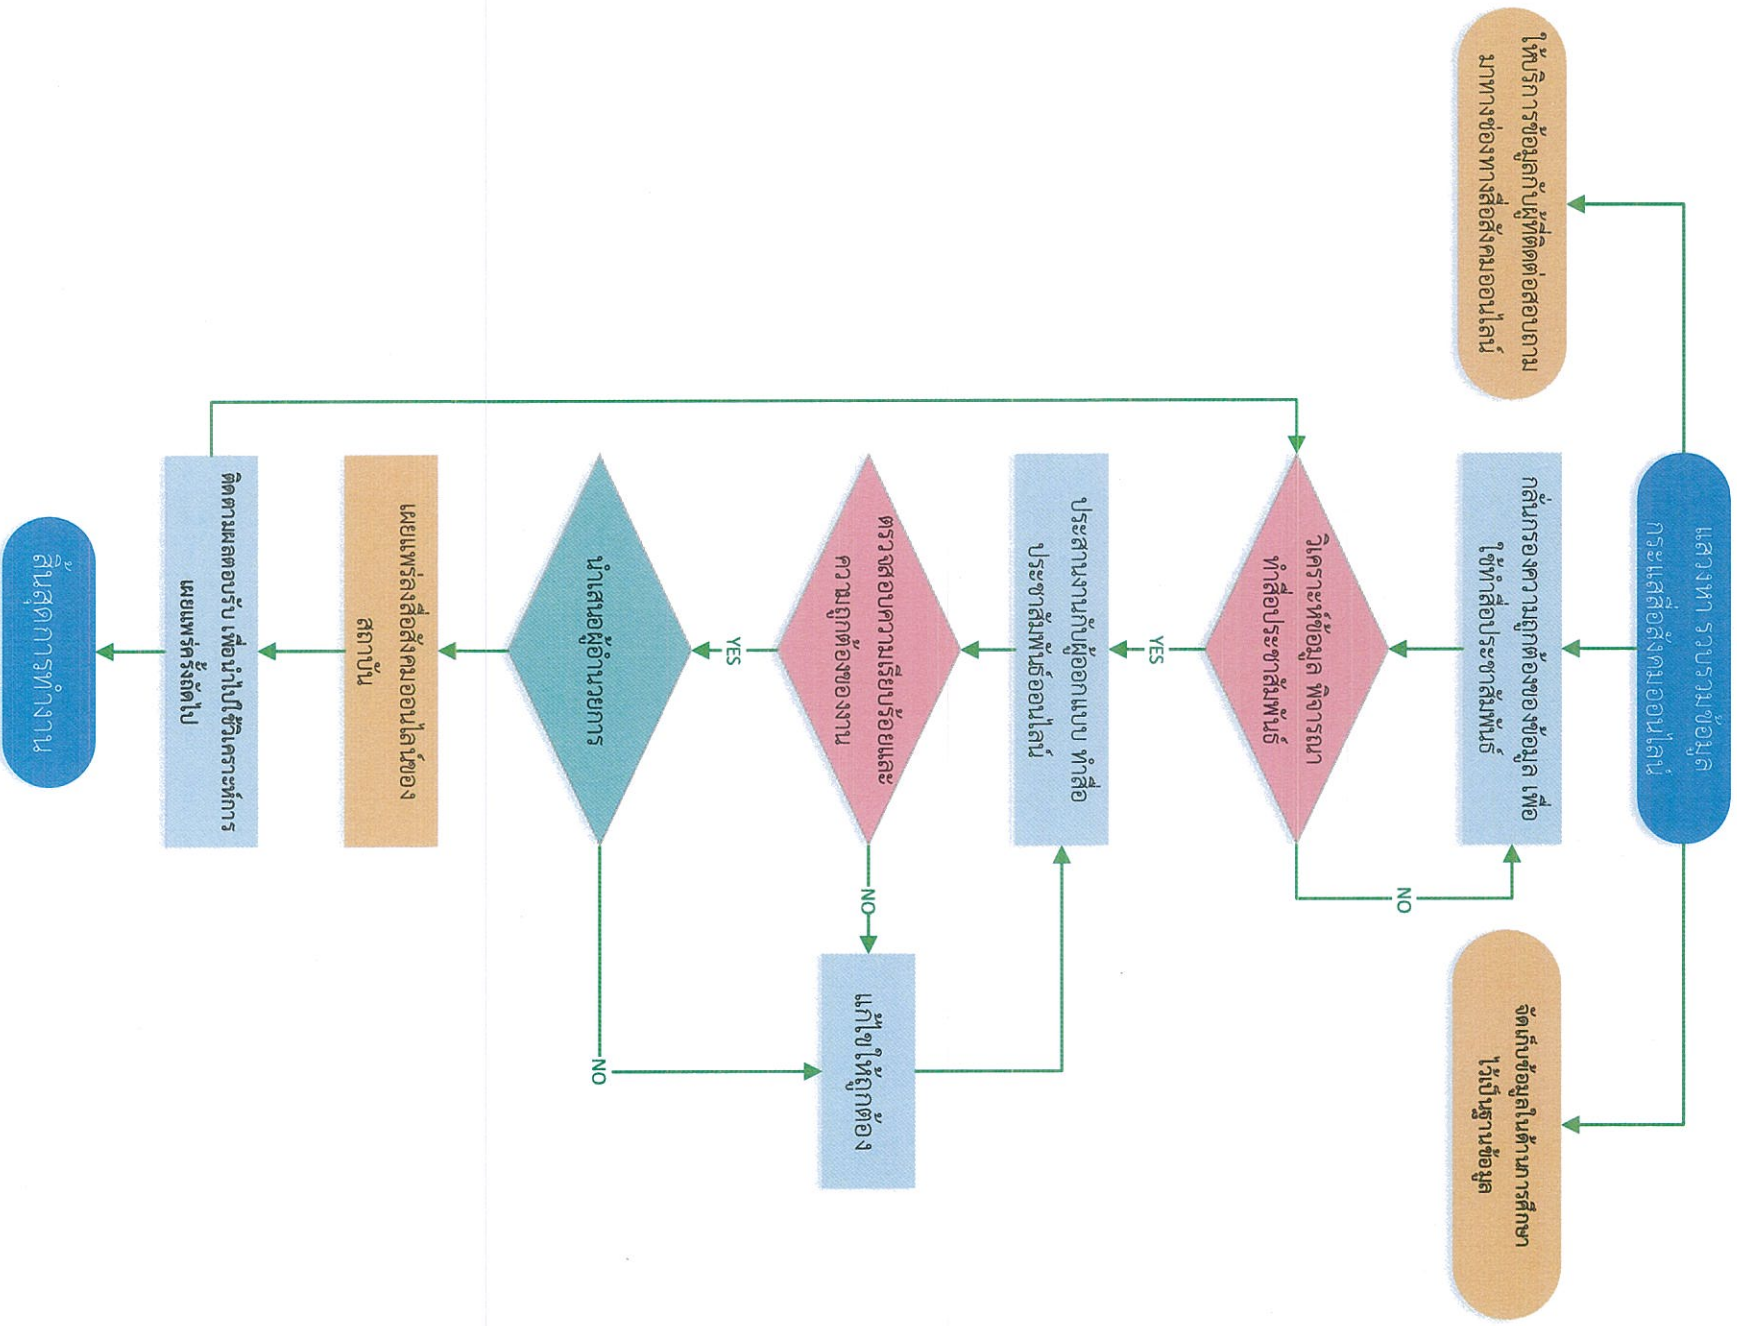 แสวงหา รวบรวมข้อมูล
กระแสสื่อสังคมออนไลน์
ให้บริการข้อมูลกับผู้ที่ติดต่อสอบถาม
มาทางช่องทางสื่อสังคมออนไลน์
กลั่นกรองความถูกต้องของข้อมูล เพื่อ
ใช้ทำสื่อประชาสัมพันธ์
จัดเก็บข้อมูลในด้านการศึกษา
ไว้เป็นฐานข้อมูล
วิเคราะห์ข้อมูล พิจารณา
ทำสื่อประชาสัมพันธ์
NO
YES
ประสานงานกับผู้ออกแบบ ทำสื่อ
ประชาสัมพันธ์ออนไลน์
ตรวจสอบความเรียบร้อยและ
ความถูกต้องของงาน
NO
แก้ไขให้ถูกต้อง
YES
นำเสนอผู้อำนวยการ
NO
เผยแพร่ลงสื่อสังคมออนไลน์ของ
สถาบัน
ติดตามผลตอบรับ เพื่อนำไปใช้วิเคราะห์การ
เผยแพร่ครั้งถัดไป
สิ้นสุดการทำงาน